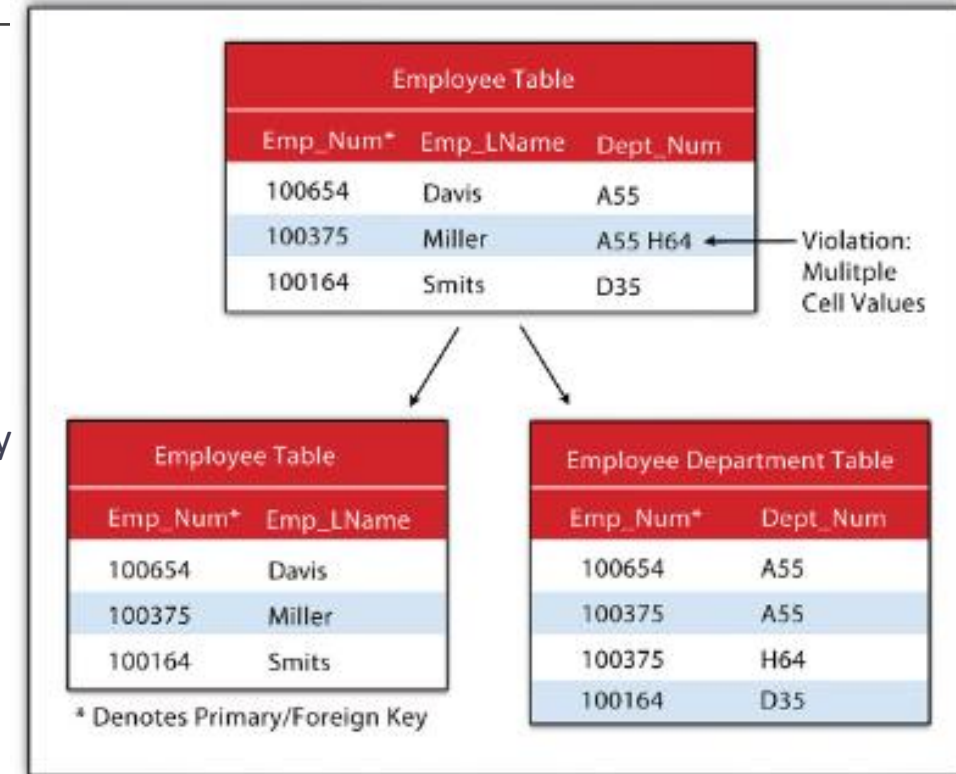 Employee Table
Emp_Num* Emp_LName Dept_Num
100654 Davis A55
100375 Miller A55 H64
100164 Smits D35
Violation:
Mulitple
Cell Values
y
Employee Table
Emp_Num* Emp_LName
100654 Davis
100375 Miller
100164 Smits
* Denotes Primary/Foreign Key
Employee Department Table
Emp_Num* Dept_Num
100654 A55
100375 A55
100375 H64
100164 D35